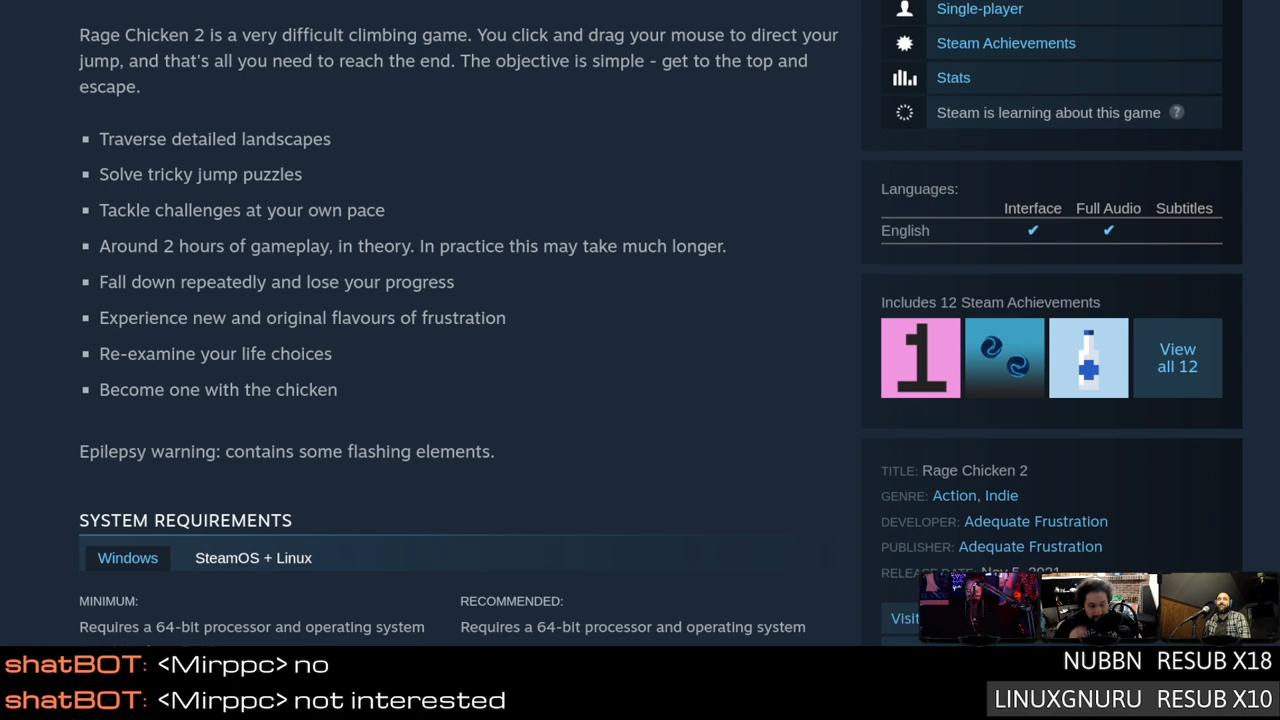 Rage Chicken 2 is a very difficult climbing game. You click and drag your mouse to direct your
jump, and that's all you need to reach the end. The objective is simple - get to the top and
escape.
Traverse detailed landscapes
Solve tricky jump puzzles
Tackle challenges at your own pace
Around 2 hours of gameplay, in theory. In practice this may take much longer.
Fall down repeatedly and lose your progress
Experience new and original flavours of frustration
Re-examine your life choices
Become one with the chicken
Epilepsy warning: contains some flashing elements.
SYSTEM REQUIREMENTS
Windows SteamOS + Linux
MINIMUM:
Requires a 64-bit processor and operating system
RECOMMENDED:
Requires a 64-bit processor and operating system
Single-player
Steam Achievements
Stats
Steam is learning about this game ?
Languages:
Interface Full Audio Subtitles
English ✔ ✔
Includes 12 Steam Achievements
1
View
all 12
TITLE: Rage Chicken 2
GENRE: Action, Indie
DEVELOPER: Adequate Frustration
PUBLISHER: Adequate Frustration
RELEASE DATE: Nov 5, 2021
Visit
shatBOT: <Mirppc> no
shatBOT: <Mirppc> not interested
NUBBN RESUB X18
LINUXGNURU RESUB X10